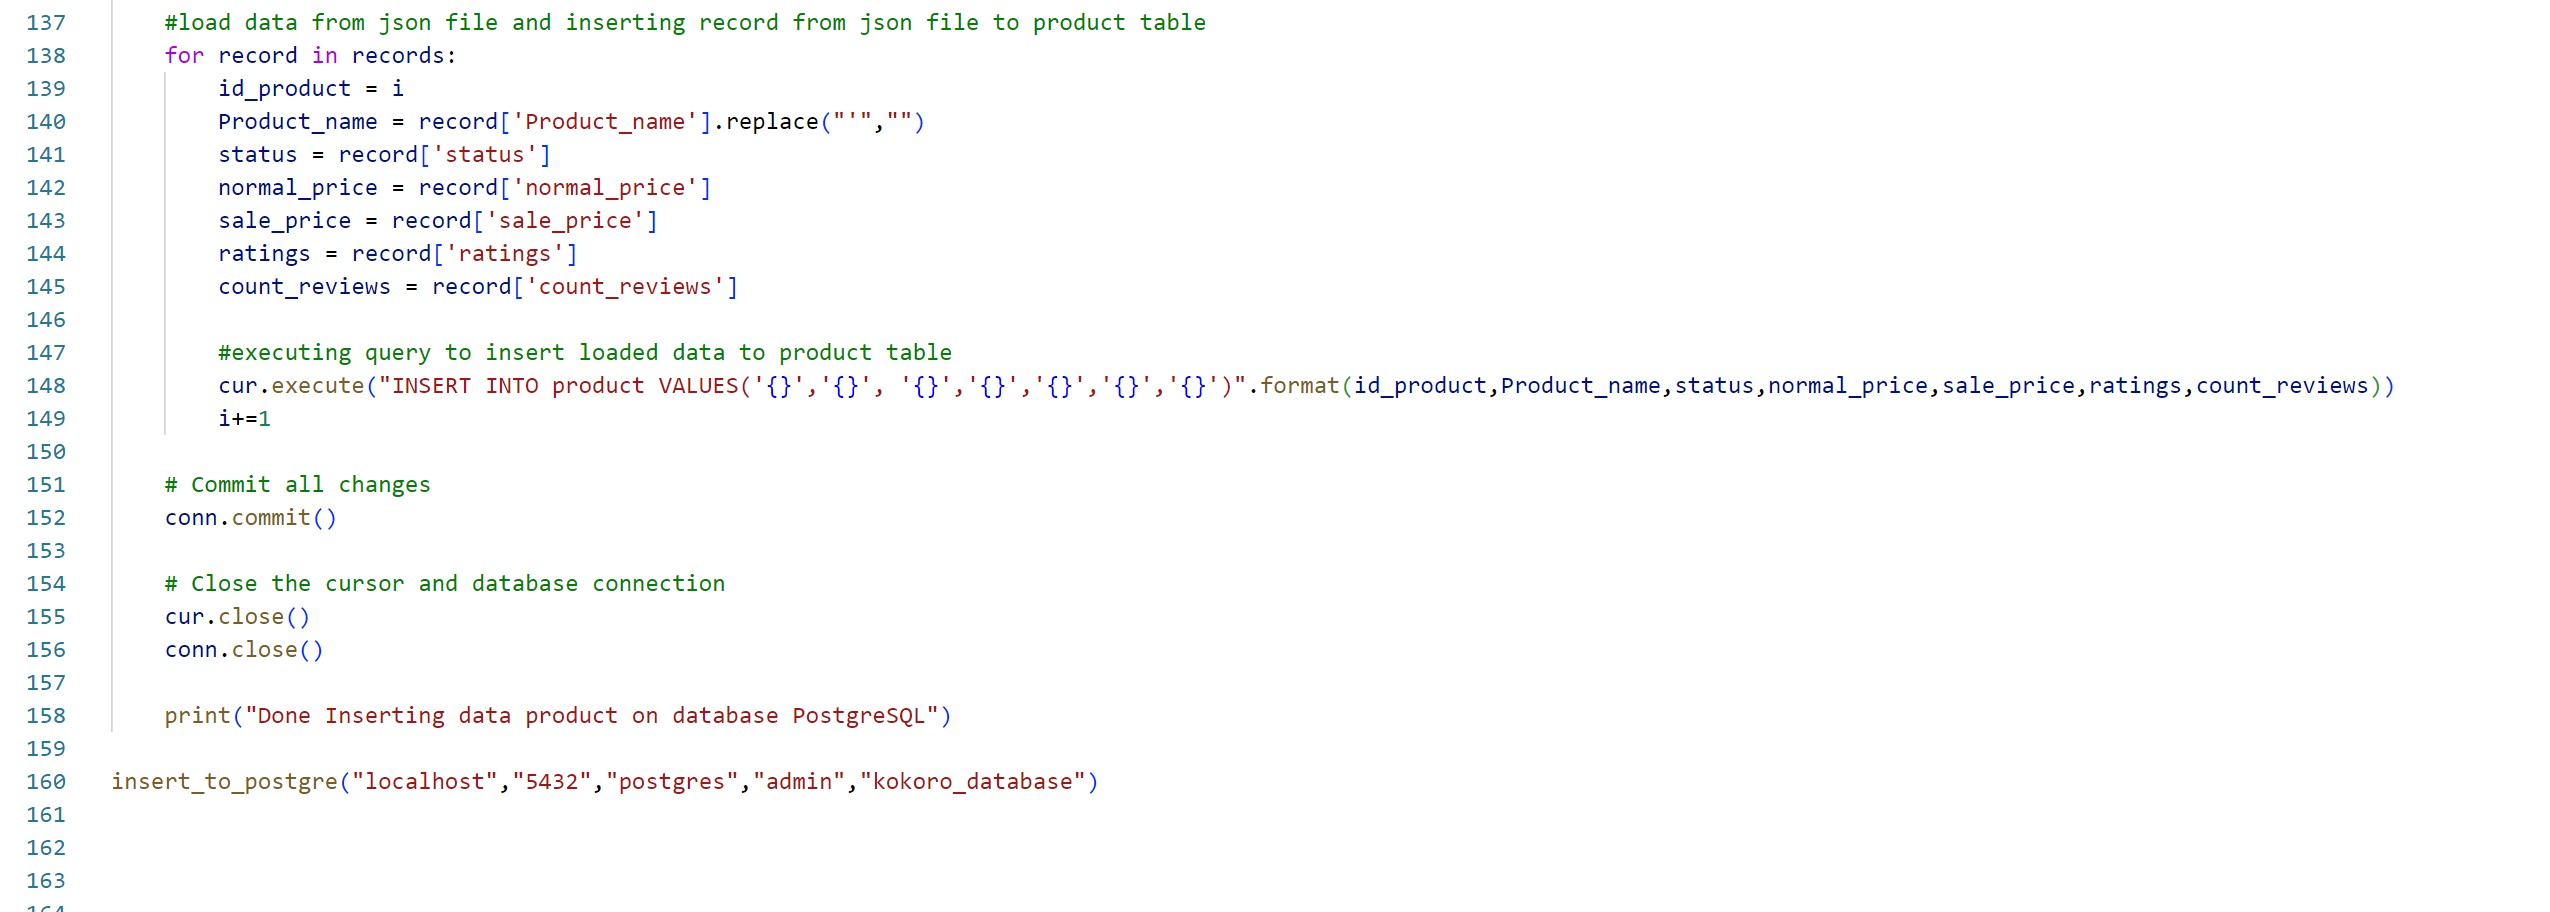 137 #load data from json file and inserting record from json file to product table
138 for record in records:
139 id_product = i
140 Product_name = record['Product_name'].replace("'","")
141 status = record['status']
142 normal_price = record['normal_price']
143 sale_price = record['sale_price']
144 ratings = record['ratings']
145 count_reviews = record['count_reviews']
146
147 #executing query to insert loaded data to product table
148 cur.execute("INSERT INTO product VALUES('{}','{}', '{}','{}','{}','{}','{}')".format(id_product,Product_name,status,normal_price,sale_price,ratings,count_reviews))
149 i+=1
150
151 # Commit all changes
152 conn.commit()
153
154 # Close the cursor and database connection
155 cur.close()
156 conn.close()
157
158 print("Done Inserting data product on database PostgreSQL")
159
160 insert_to_postgre("localhost","5432","postgres","admin","kokoro_database")
161
162
163
164